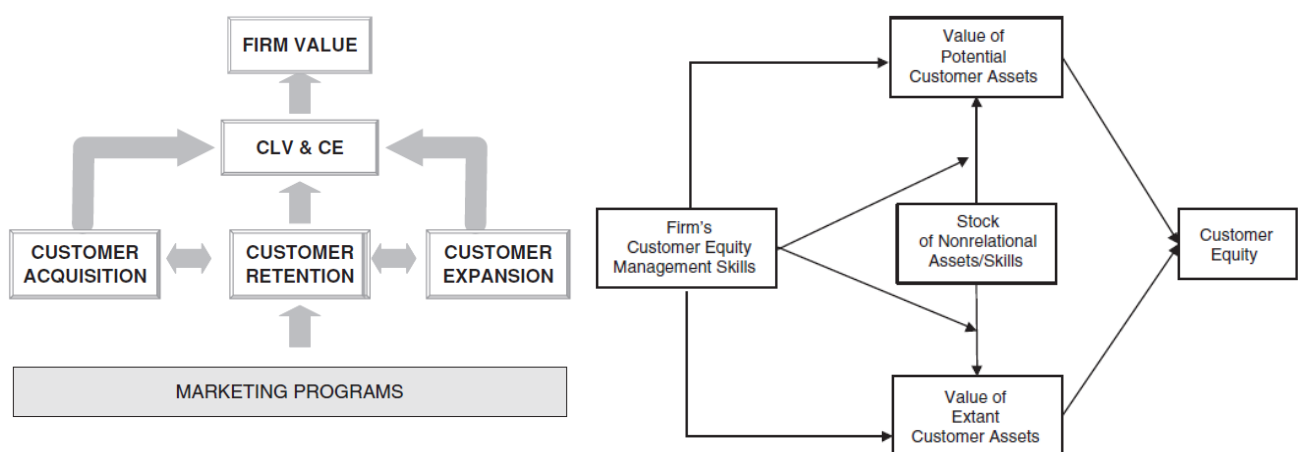 FIRM VALUE
CLV & CE
CUSTOMER
ACQUISITION
CUSTOMER
RETENTION
CUSTOMER
EXPANSION
MARKETING PROGRAMS
Value of
Potential
Customer Assets
Firm's
Customer Equity
Management Skills
Stock
of Nonrelational
Assets/Skills
Customer
Equity
Value of
Extant
Customer Assets